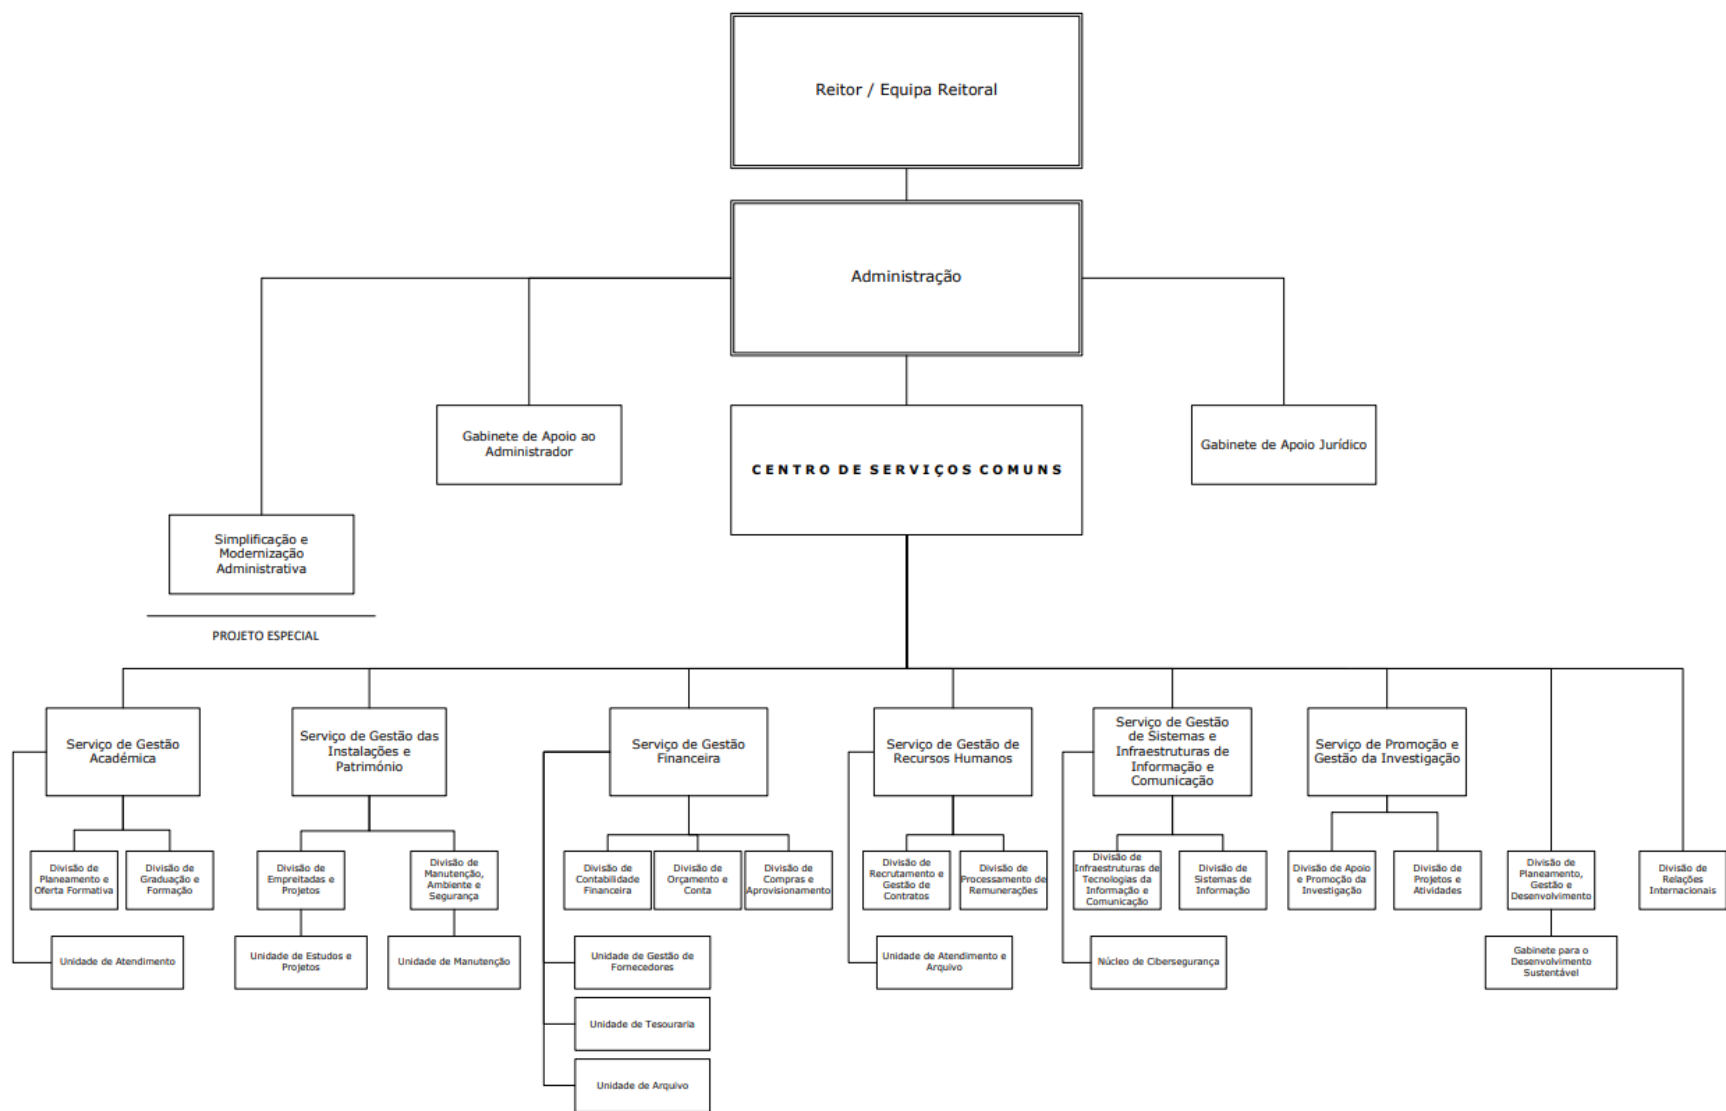 Reitor / Equipa Reitoral
Administração
Gabinete de Apoio ao
Administrador
CENTRO DE SERVIÇOS COMUNS
Gabinete de Apoio Jurídico
Simplificação e
Modernização
Administrativa
PROJETO ESPECIAL
Serviço de Gestão
Académica
Serviço de Gestão das
Instalações e
Património
Serviço de Gestão
Financeira
Serviço de Gestão de
Recursos Humanos
Serviço de Gestão
de Sistemas e
Infraestruturas de
Informação e
Comunicação
Serviço de Promoção e
Gestão da Investigação
Divisão de
Planeamento e
Oferta Formativa
Divisão de
Graduação e
Formação
Divisão de
Empreitadas e
Projetos
Divisão de
Manutenção,
Ambiente e
Segurança
Divisão de
Contabilidade
Financeira
Divisão de
Orçamento e
Conta
Divisão de
Compras e
Aprovisionamento
Divisão de
Recrutamento e
Gestão de
Contratos
Divisão de
Processamento de
Remunerações
Divisão de
Infraestruturas de
Tecnologias da
Informação e
Comunicação
Divisão de
Sistemas de
Informação
Divisão de Apoio
e Promoção da
Investigação
Divisão de
Projetos e
Atividades
Divisão de
Planeamento,
Gestão e
Desenvolvimento
Divisão de
Relações
Internacionais
Unidade de Atendimento
Unidade de Estudos e
Projetos
Unidade de Manutenção
Unidade de Gestão de
Fornecedores
Unidade de Atendimento e
Arquivo
Núcleo de Cibersegurança
Gabinete para o
Desenvolvimento
Sustentável
Unidade de Tesouraria
Unidade de Arquivo